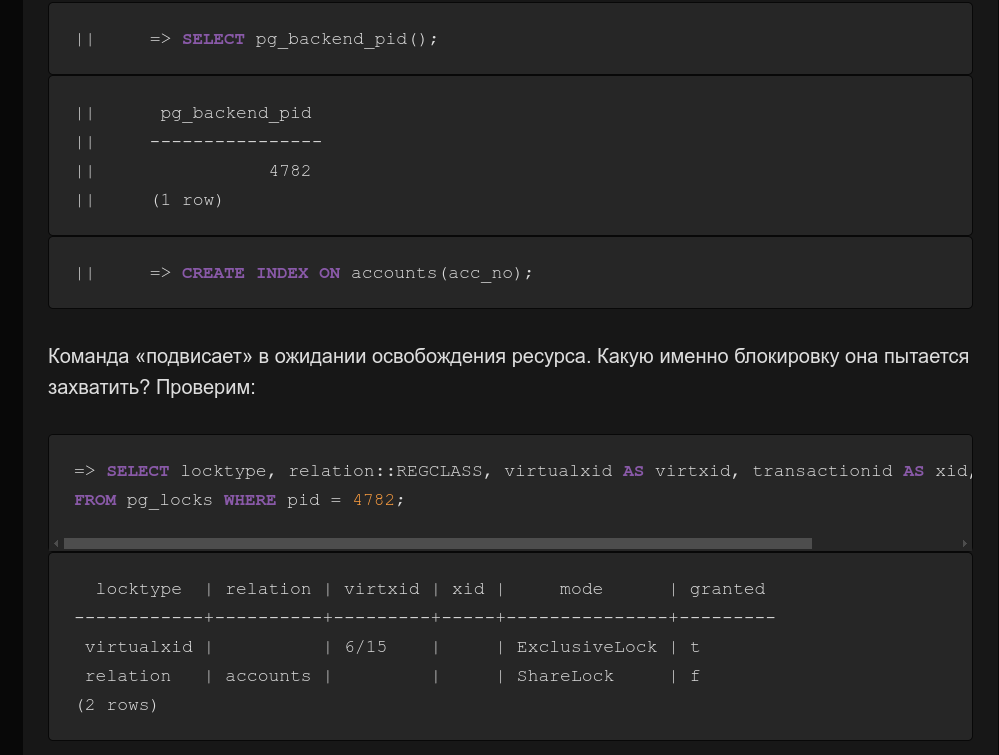 ||     => SELECT pg_backend_pid();
||      pg_backend_pid
||     ----------------
||                4782
||     (1 row)
||     => CREATE INDEX ON accounts(acc_no);
Команда «подвисает» в ожидании освобождения ресурса. Какую именно блокировку она пытается
захватить? Проверим:
=> SELECT locktype, relation::REGCLASS, virtualxid AS virtxid, transactionid AS xid,
FROM pg_locks WHERE pid = 4782;
  locktype  | relation | virtxid | xid |     mode      | granted
------------+----------+---------+-----+---------------+---------
 virtualxid |          | 6/15    |     | ExclusiveLock | t
 relation   | accounts |         |     | ShareLock     | f
(2 rows)